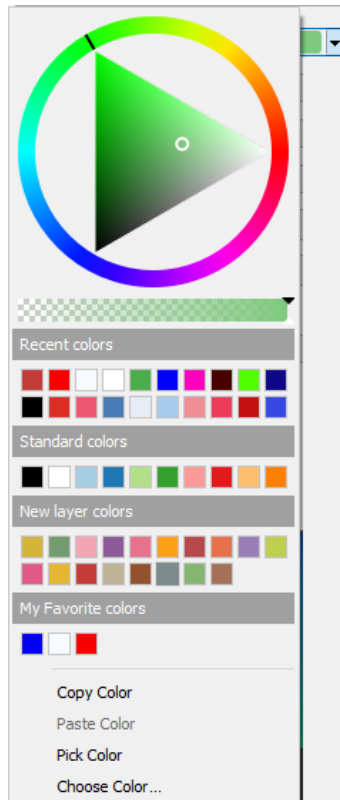 Recent colors
Standard colors
New layer colors
My Favorite colors
Copy Color
Paste Color
Pick Color
Choose Color...